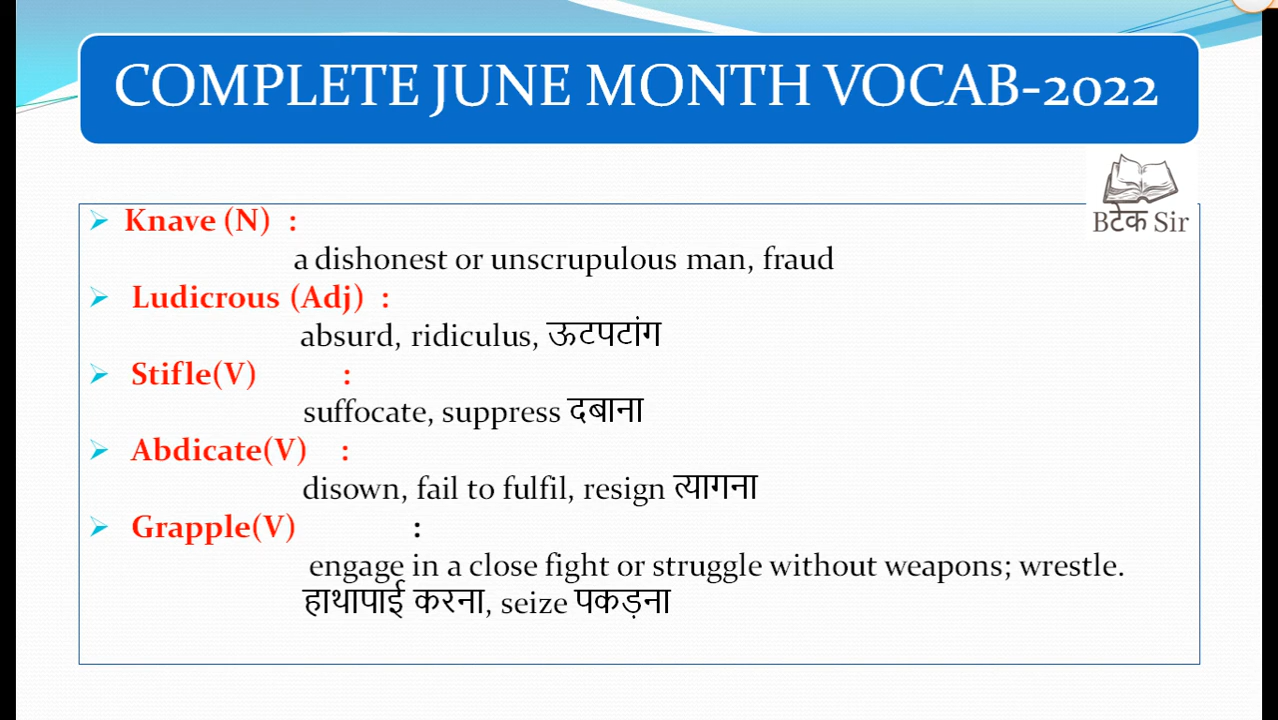 COMPLETE JUNE MONTH VOCAB-2022
Bटेक Sir
Knave (N) :
a dishonest or unscrupulous man, fraud
Ludicrous (Adj) :
absurd, ridiculus, ऊटपटांग
Stifle(V) :
suffocate, suppress दबाना
Abdicate(V) :
disown, fail to fulfil, resign त्यागना
Grapple(V) :
engage in a close fight or struggle without weapons; wrestle.
हाथापाई करना, seize पकड़ना